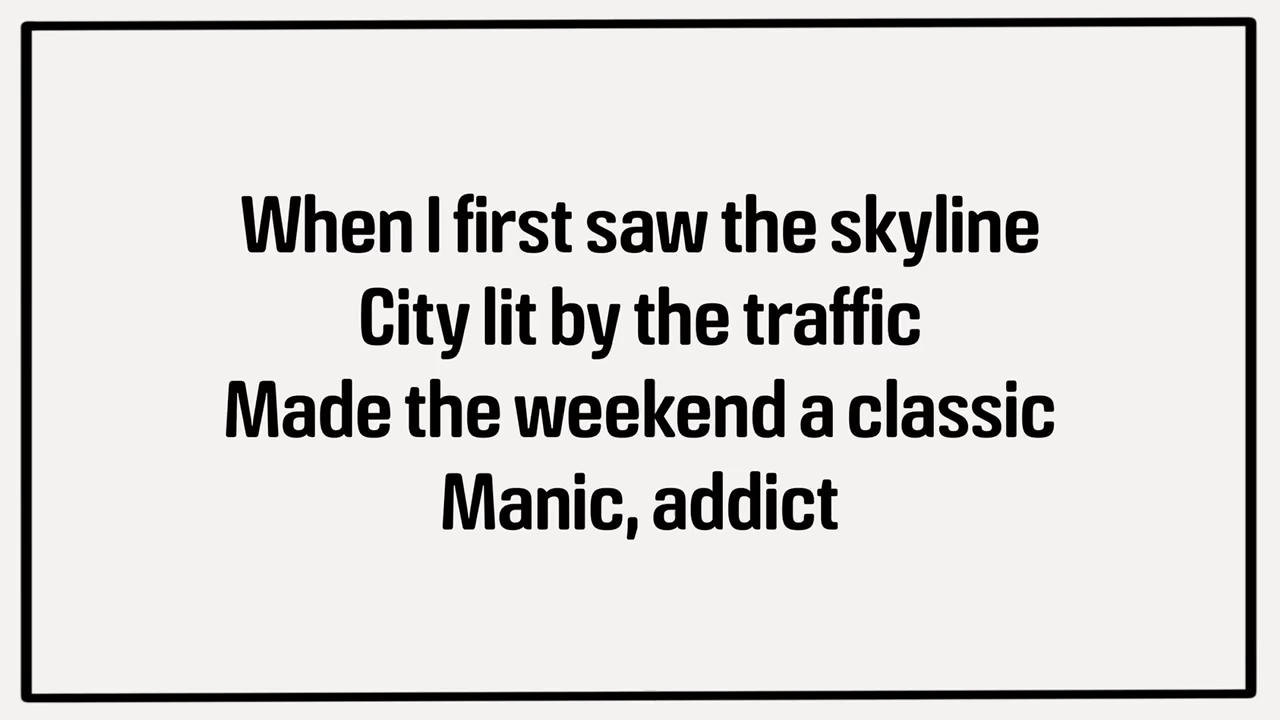 When I first saw the skyline
City lit by the traffic
Made the weekend a classic
Manic, addict